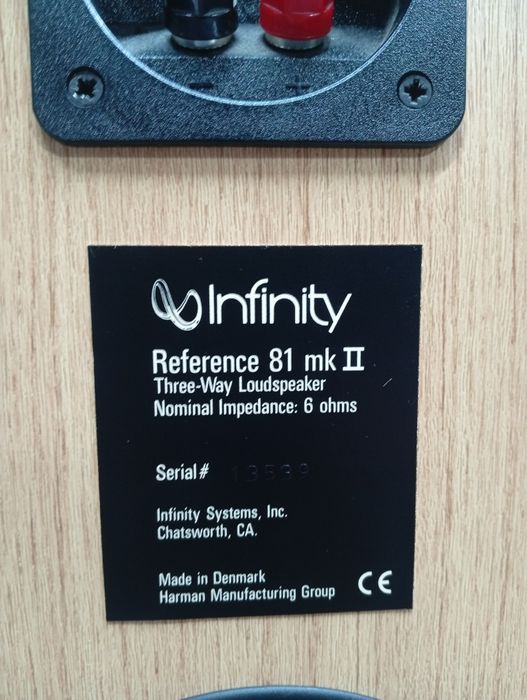 Infinity
Reference 81 mk II
Three-Way Loudspeaker
Nominal Impedance: 6 ohms
Serial# 13539
Infinity Systems, Inc.
Chatsworth, CA.
Made in Denmark
Harman Manufacturing Group
CE